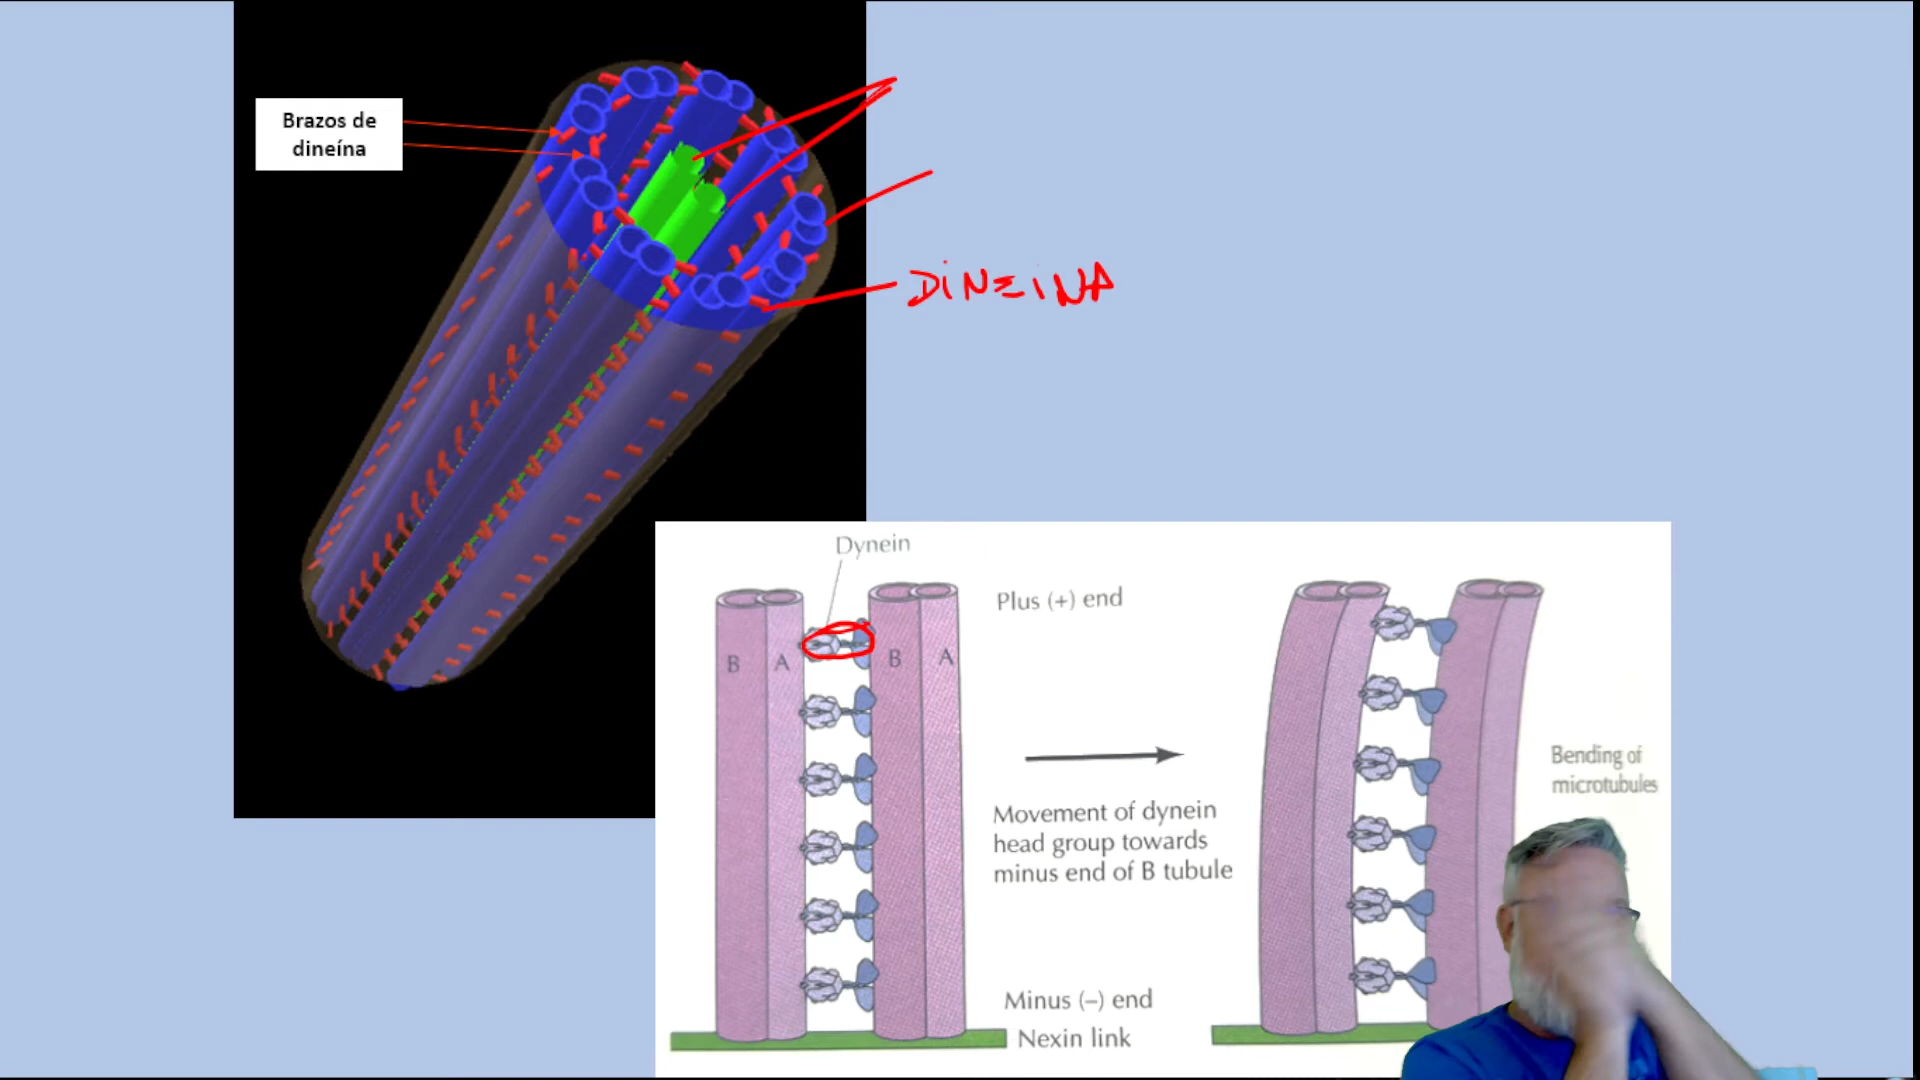 Brazos de
dineína
DINEINA
Dynein
Plus (+) end
B
A
B
A
Movement of dynein
head group towards
minus end of B tubule
Bending of
microtubules
Minus (–) end
Nexin link